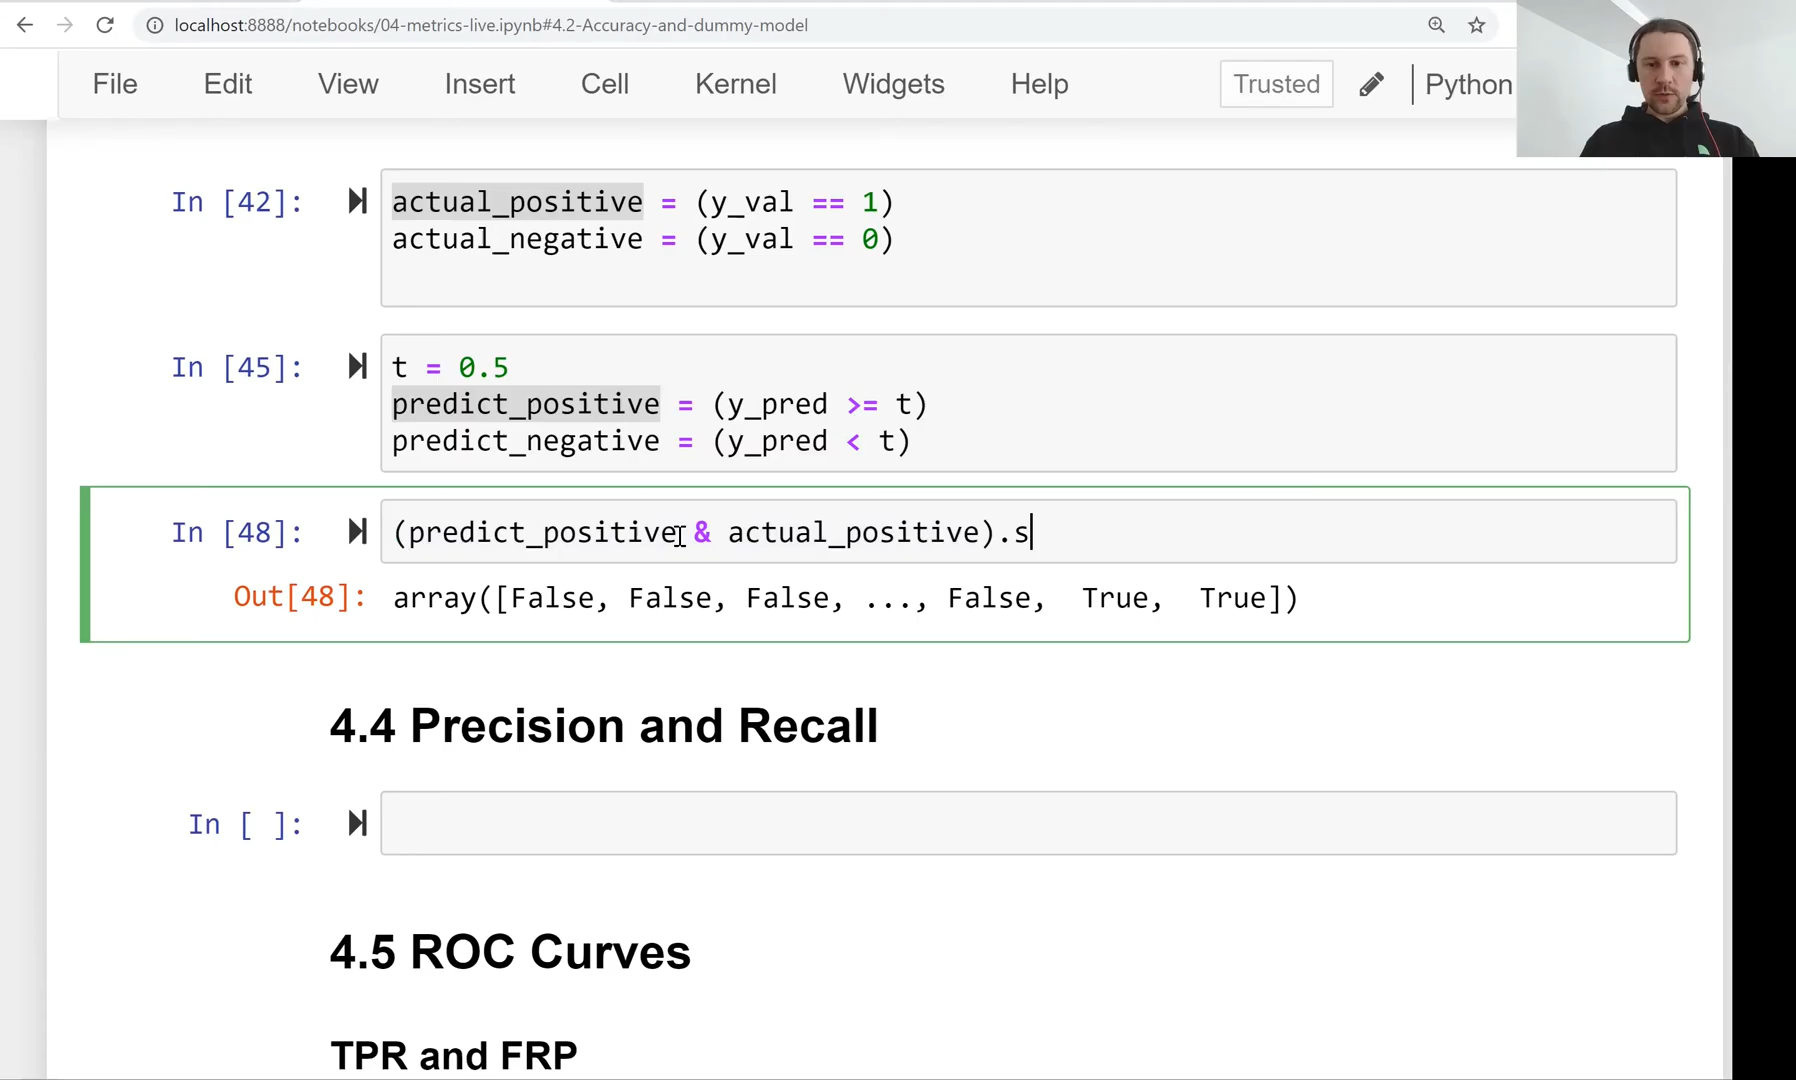 localhost:8888/notebooks/04-metrics-live.ipynb#4.2-Accuracy-and-dummy-model
File Edit View Insert Cell Kernel Widgets Help Trusted Python
In [42]: actual_positive = (y_val == 1)
actual_negative = (y_val == 0)
In [45]: t = 0.5
predict_positive = (y_pred >= t)
predict_negative = (y_pred < t)
In [48]: (predict_positive & actual_positive).s
Out[48]: array([False, False, False, ..., False,  True,  True])
4.4 Precision and Recall
In [ ]:
4.5 ROC Curves
TPR and FRP